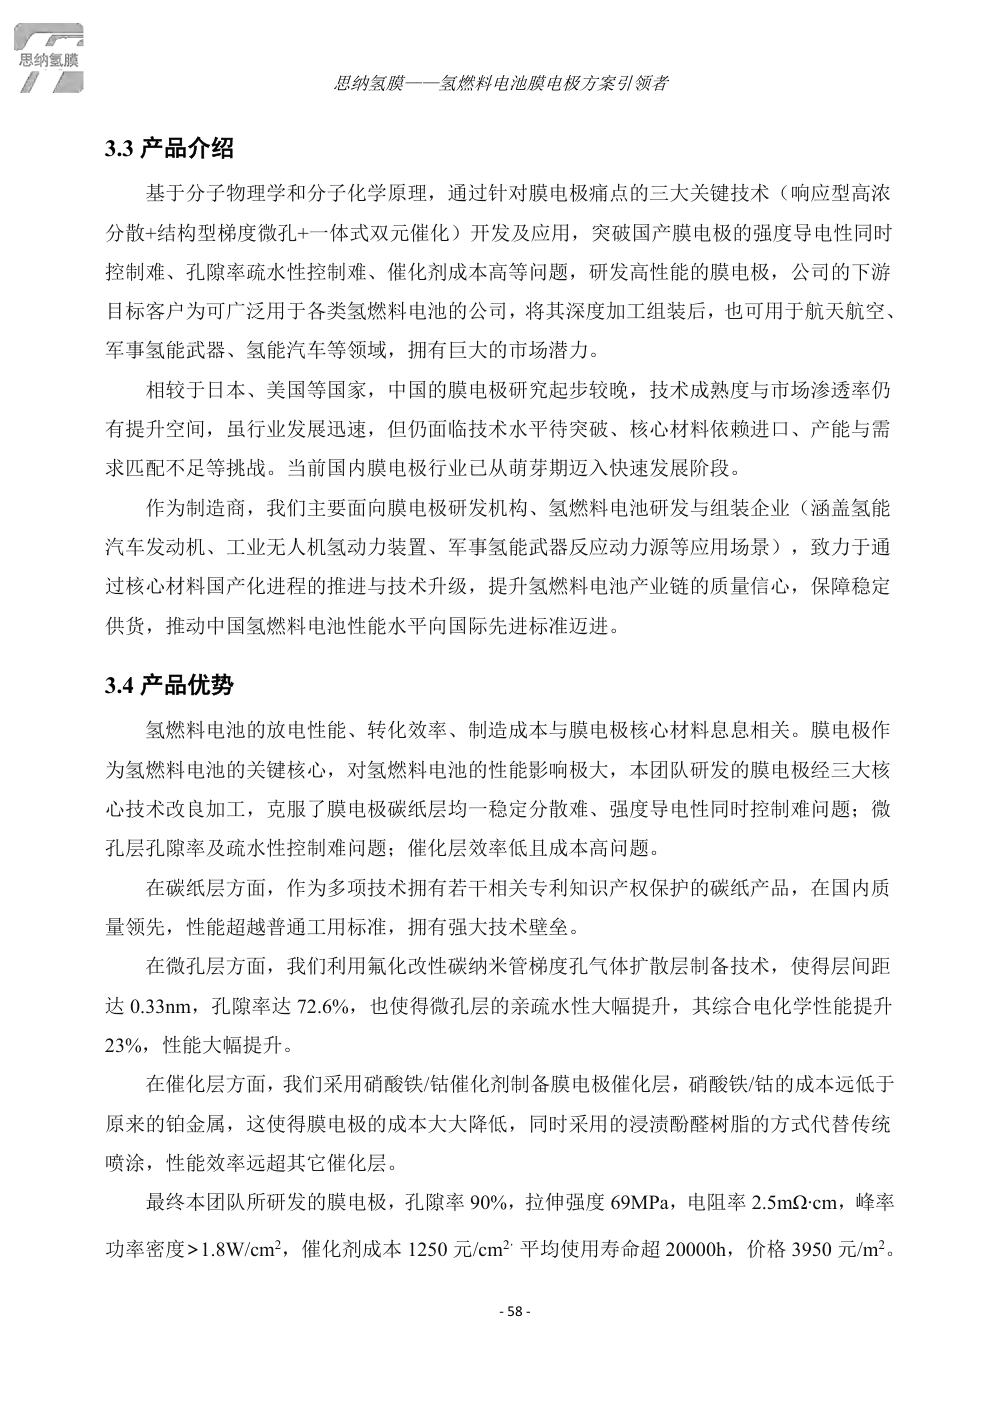 思纳氢膜
思纳氢膜——氢燃料电池膜电极方案引领者
3.3 产品介绍
基于分子物理学和分子化学原理，通过针对膜电极痛点的三大关键技术（响应型高浓
分散+结构型梯度微孔+一体式双元催化）开发及应用，突破国产膜电极的强度导电性同时
控制难、孔隙率疏水性控制难、催化剂成本高等问题，研发高性能的膜电极，公司的下游
目标客户为可广泛用于各类氢燃料电池的公司，将其深度加工组装后，也可用于航天航空、
军事氢能武器、氢能汽车等领域，拥有巨大的市场潜力。
相较于日本、美国等国家，中国的膜电极研究起步较晚，技术成熟度与市场渗透率仍
有提升空间，虽行业发展迅速，但仍面临技术水平待突破、核心材料依赖进口、产能与需
求匹配不足等挑战。当前国内膜电极行业已从萌芽期迈入快速发展阶段。
作为制造商，我们主要面向膜电极研发机构、氢燃料电池研发与组装企业（涵盖氢能
汽车发动机、工业无人机氢动力装置、军事氢能武器反应动力源等应用场景），致力于通
过核心材料国产化进程的推进与技术升级，提升氢燃料电池产业链的质量信心，保障稳定
供货，推动中国氢燃料电池性能水平向国际先进标准迈进。
3.4 产品优势
氢燃料电池的放电性能、转化效率、制造成本与膜电极核心材料息息相关。膜电极作
为氢燃料电池的关键核心，对氢燃料电池的性能影响极大，本团队研发的膜电极经三大核
心技术改良加工，克服了膜电极碳纸层均一稳定分散难、强度导电性同时控制难问题；微
孔层孔隙率及疏水性控制难问题；催化层效率低且成本高问题。
在碳纸层方面，作为多项技术拥有若干相关专利知识产权保护的碳纸产品，在国内质
量领先，性能超越普通工用标准，拥有强大技术壁垒。
在微孔层方面，我们利用氟化改性碳纳米管梯度孔气体扩散层制备技术，使得层间距
达 0.33nm，孔隙率达 72.6%，也使得微孔层的亲疏水性大幅提升，其综合电化学性能提升
23%，性能大幅提升。
在催化层方面，我们采用硝酸铁/钴催化剂制备膜电极催化层，硝酸铁/钴的成本远低于
原来的铂金属，这使得膜电极的成本大大降低，同时采用的浸渍酚醛树脂的方式代替传统
喷涂，性能效率远超其它催化层。
最终本团队所研发的膜电极，孔隙率 90%，拉伸强度 69MPa，电阻率 2.5mΩ·cm，峰率
功率密度>1.8W/cm²，催化剂成本 1250 元/cm²· 平均使用寿命超 20000h，价格 3950 元/m²。
- 58 -